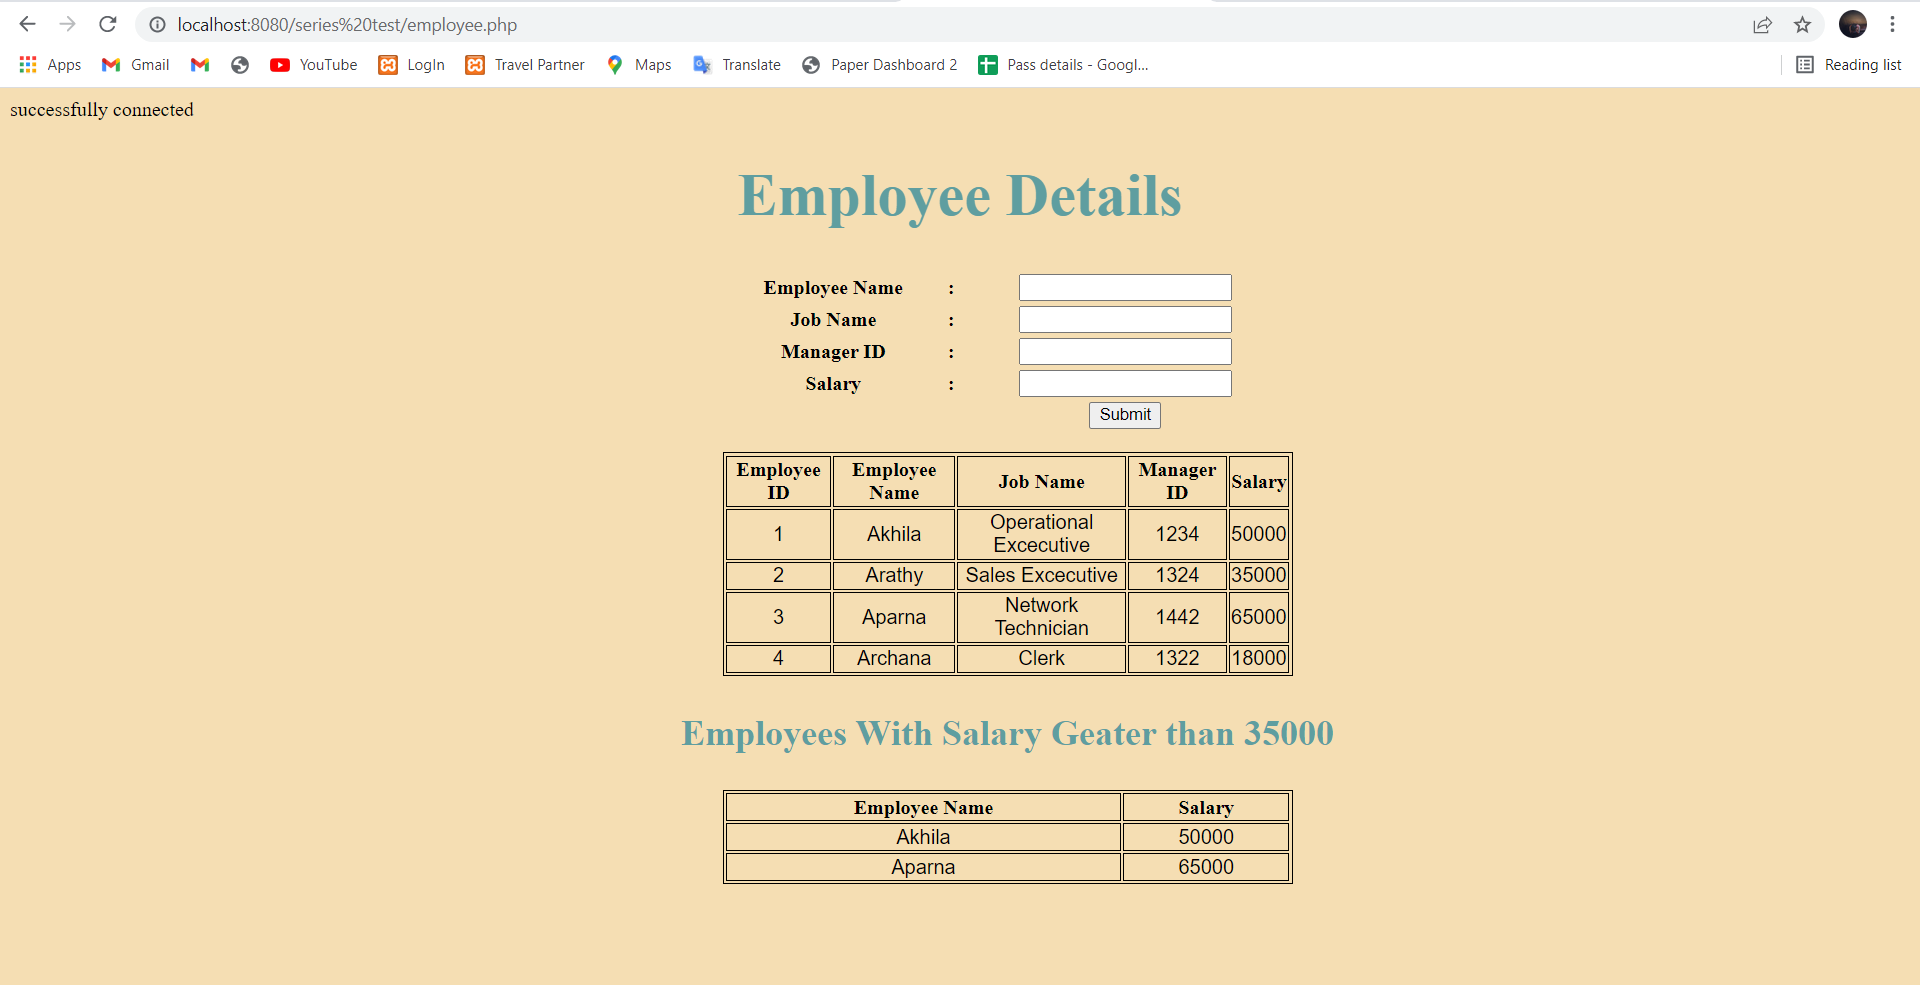 localhost:8080/series%20test/employee.php
Apps Gmail YouTube LogIn Travel Partner Maps Translate Paper Dashboard 2 Pass details - Googl... Reading list
successfully connected
Employee Details
Employee Name :
Job Name :
Manager ID :
Salary :
Submit
Employee ID Employee Name Job Name Manager ID Salary
1 Akhila Operational Excecutive 1234 50000
2 Arathy Sales Excecutive 1324 35000
3 Aparna Network Technician 1442 65000
4 Archana Clerk 1322 18000
Employees With Salary Geater than 35000
Employee Name Salary
Akhila 50000
Aparna 65000